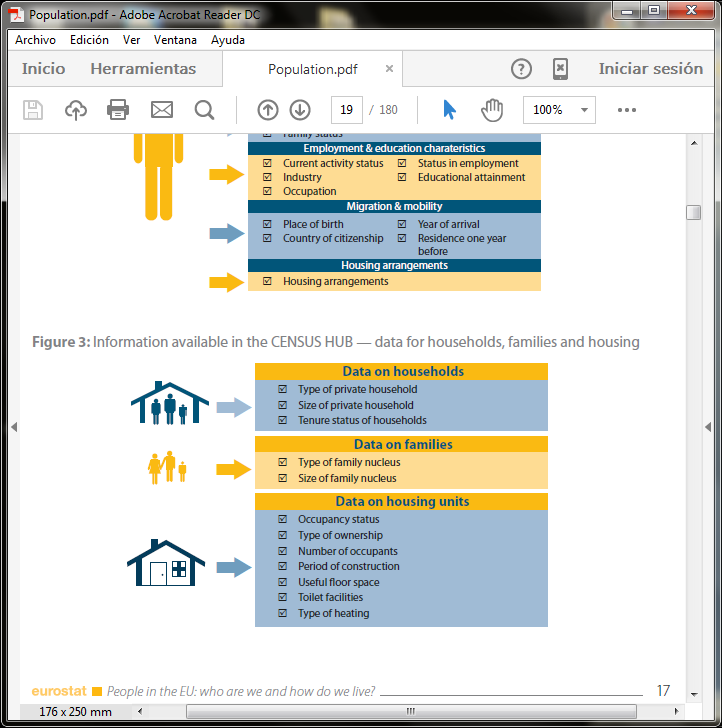 Population.pdf - Adobe Acrobat Reader DC
Archivo Edición Ver Ventana Ayuda
Inicio Herramientas Population.pdf × ? Iniciar sesión
19 / 180 100%
Family status
Employment & education charateristics
Current activity status Status in employment
Industry Educational attainment
Occupation
Migration & mobility
Place of birth Year of arrival
Country of citizenship Residence one year
before
Housing arrangements
Housing arrangements
Figure 3: Information available in the CENSUS HUB — data for households, families and housing
Data on households
Type of private household
Size of private household
Tenure status of households
Data on families
Type of family nucleus
Size of family nucleus
Data on housing units
Occupancy status
Type of ownership
Number of occupants
Period of construction
Useful floor space
Toilet facilities
Type of heating
eurostat People in the EU: who are we and how do we live? 17
176 x 250 mm